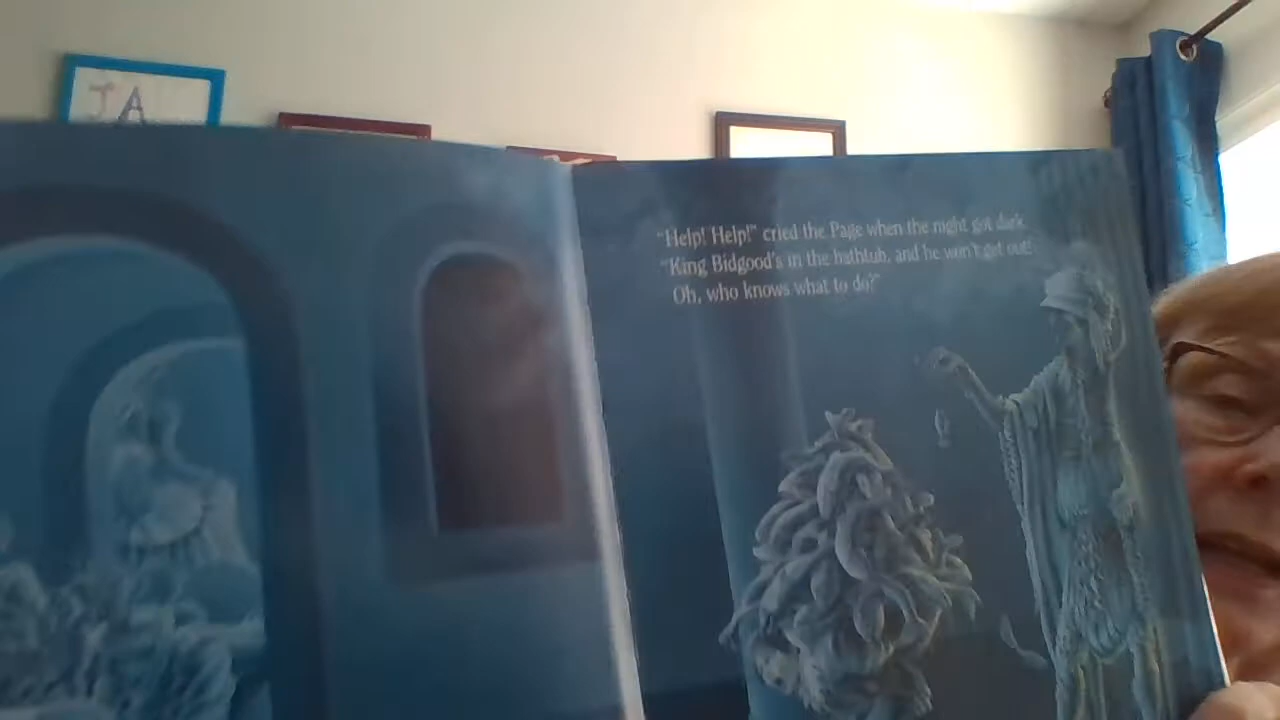 JA
"Help! Help!" cried the Page when the night got dark.
"King Bidgood's in the bathtub, and he won't get out!
Oh, who knows what to do?"